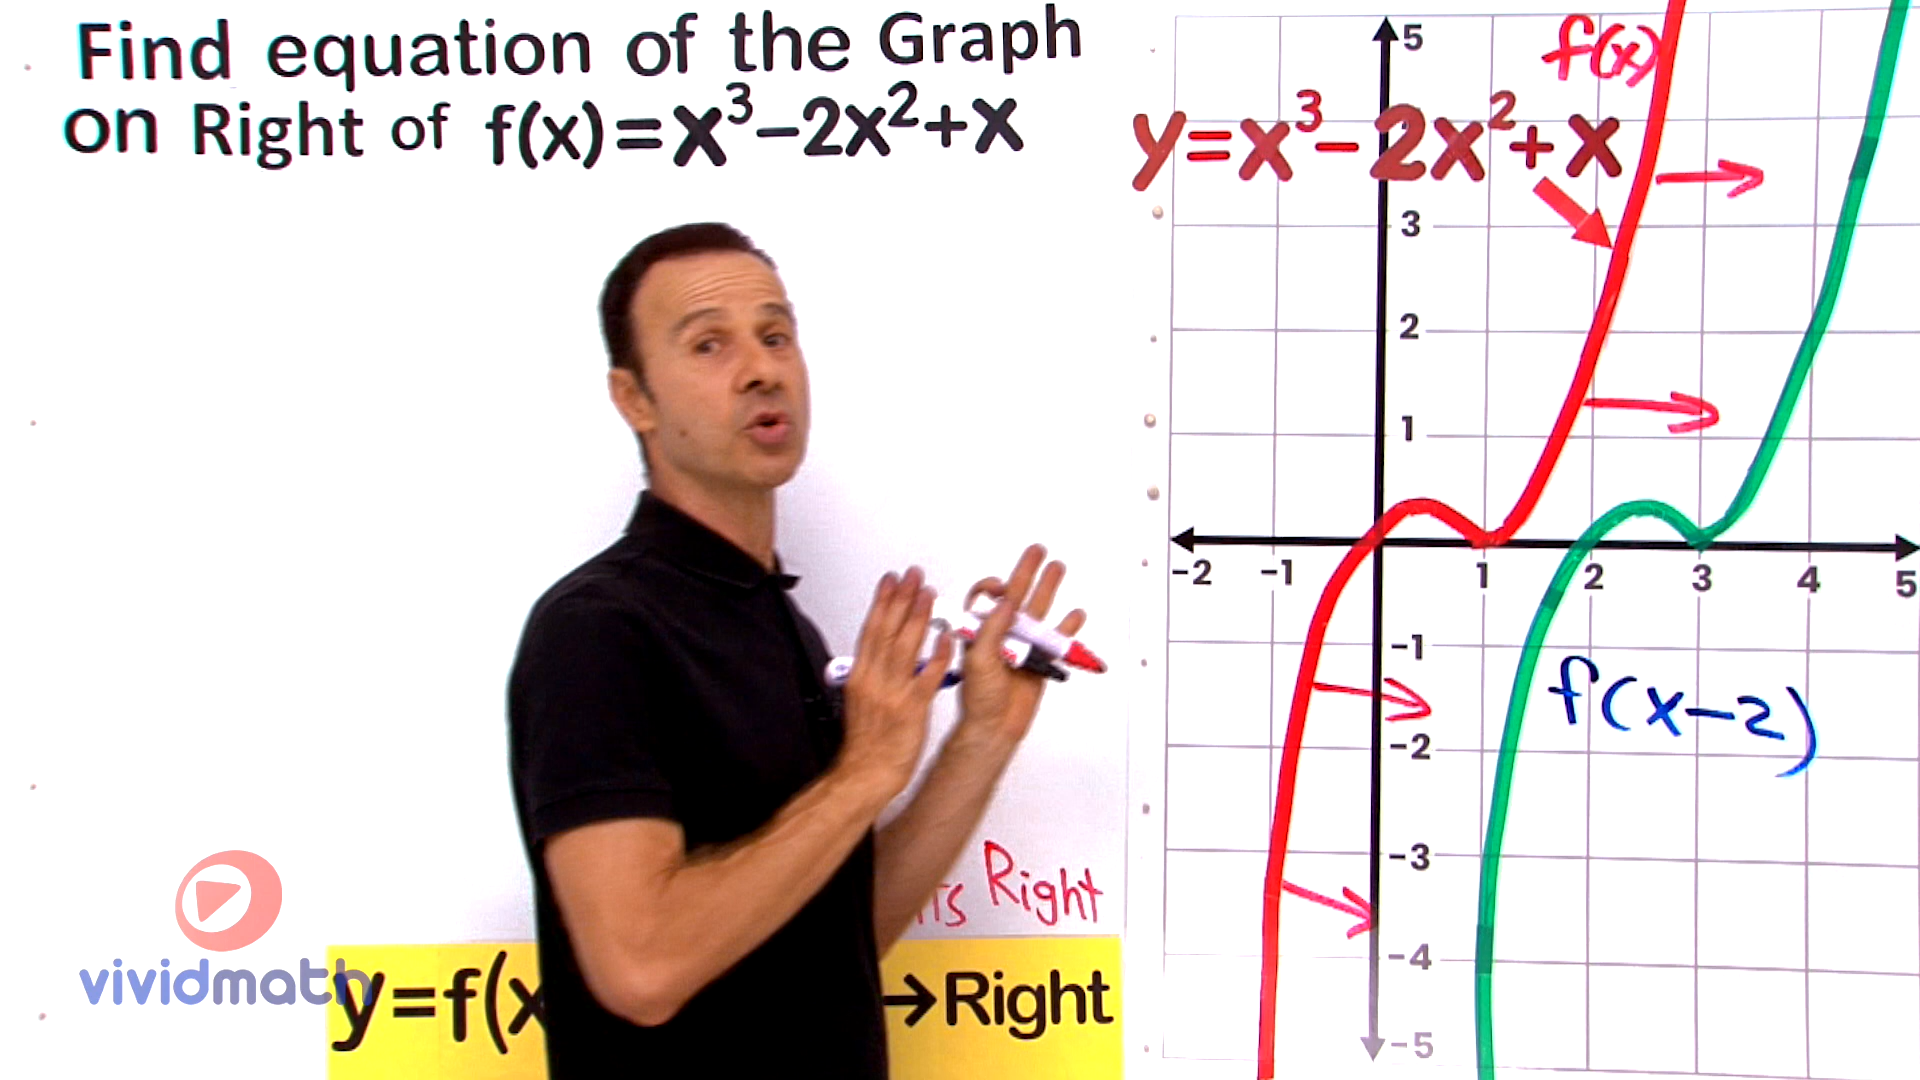 Find equation of the Graph
on Right of f(x)=x³-2x²+x
f(x)
y=x³-2x²+x
5
3
2
1
-2 -1 1 2 3 4 5
-1
f(x-2)
-2
-3
Right
-4
y=f(x →Right
-5
vividmath